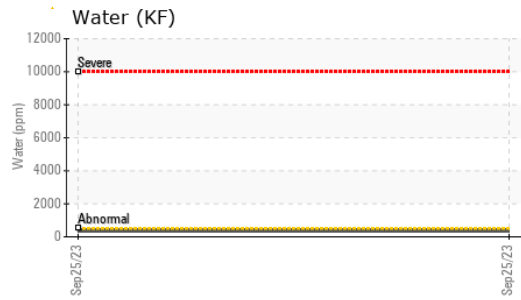 Water (KF)
12000
Severe
10000
8000
6000
4000
2000
Abnormal
0
Water (ppm)
Sep25/23
Sep25/23